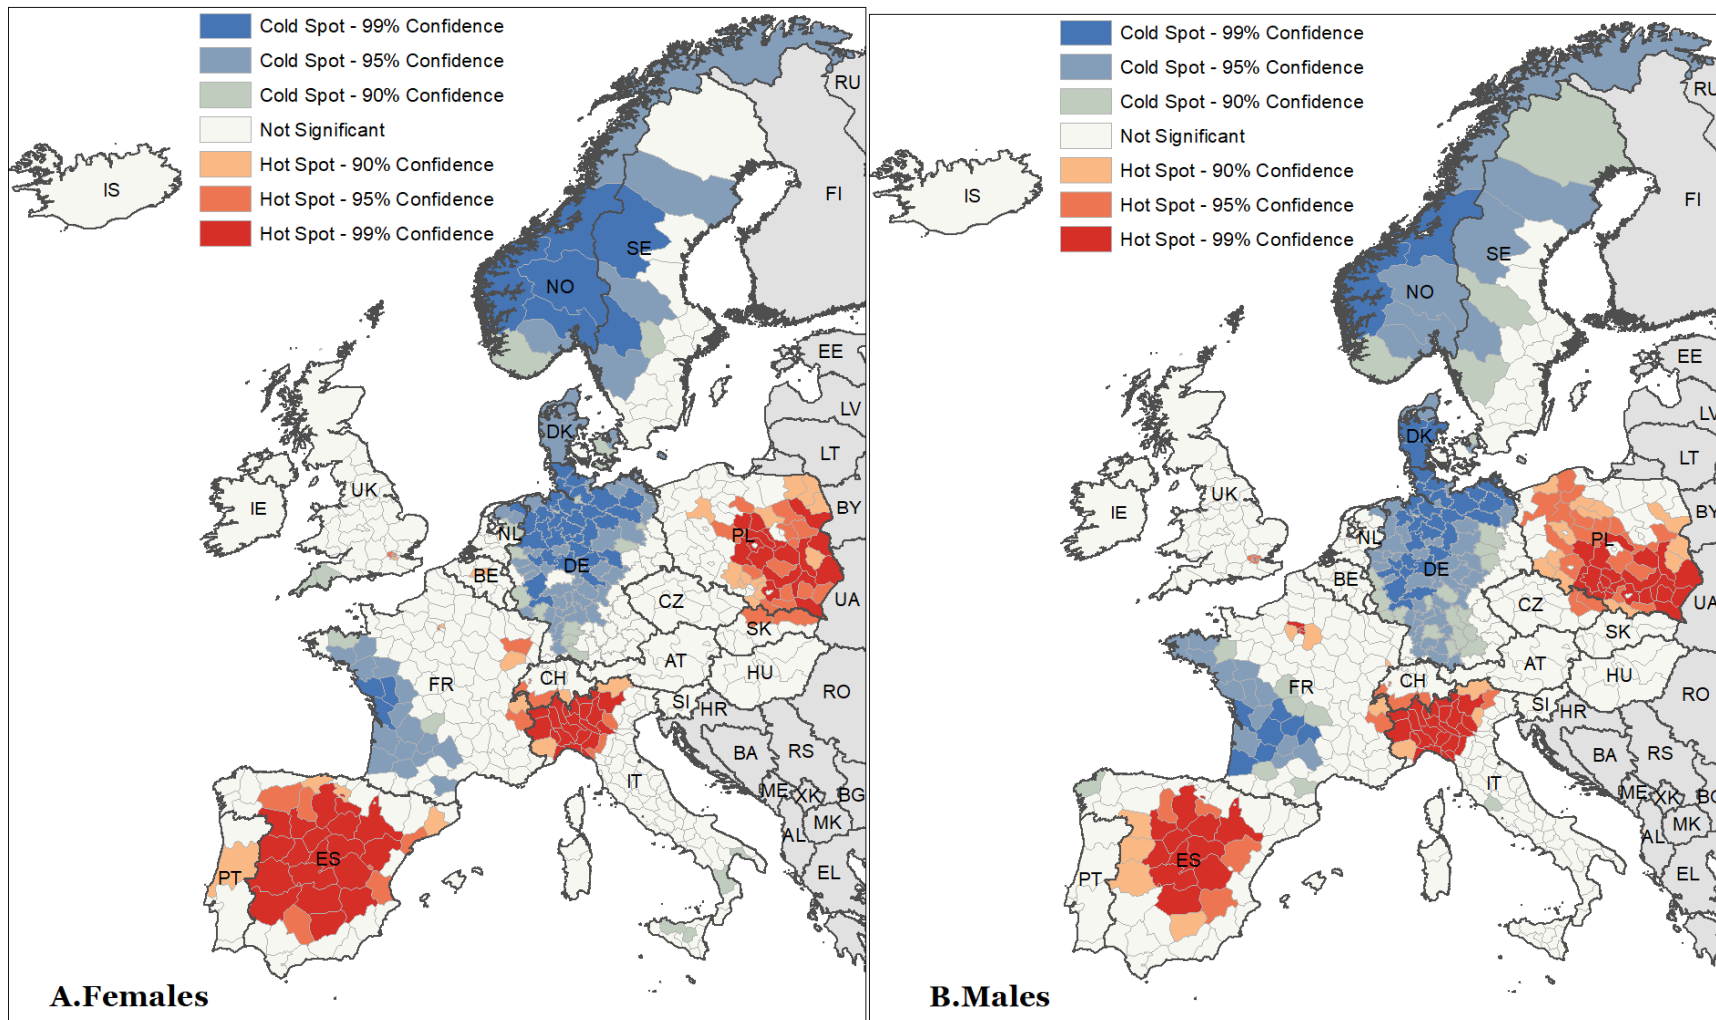 Cold Spot - 99% Confidence
Cold Spot - 95% Confidence
Cold Spot - 90% Confidence
Not Significant
Hot Spot - 90% Confidence
Hot Spot - 95% Confidence
Hot Spot - 99% Confidence
RU
IS
FI
SE
NO
EE
LV
DK
LT
UK
IE
BY
NL
PL
DE
BE
UA
CZ
SK
AT
HU
CH
FR
RO
SI
HR
BA
RS
IT
ME
XK
BG
MK
AL
ES
PT
EL
A.Females
Cold Spot - 99% Confidence
Cold Spot - 95% Confidence
Cold Spot - 90% Confidence
Not Significant
Hot Spot - 90% Confidence
Hot Spot - 95% Confidence
Hot Spot - 99% Confidence
RU
IS
FI
SE
NO
EE
LV
DK
LT
UK
IE
BY
NL
PL
DE
BE
UA
CZ
SK
AT
HU
CH
FR
RO
SI
HR
BA
RS
IT
ME
XK
BG
MK
AL
ES
PT
EL
B.Males